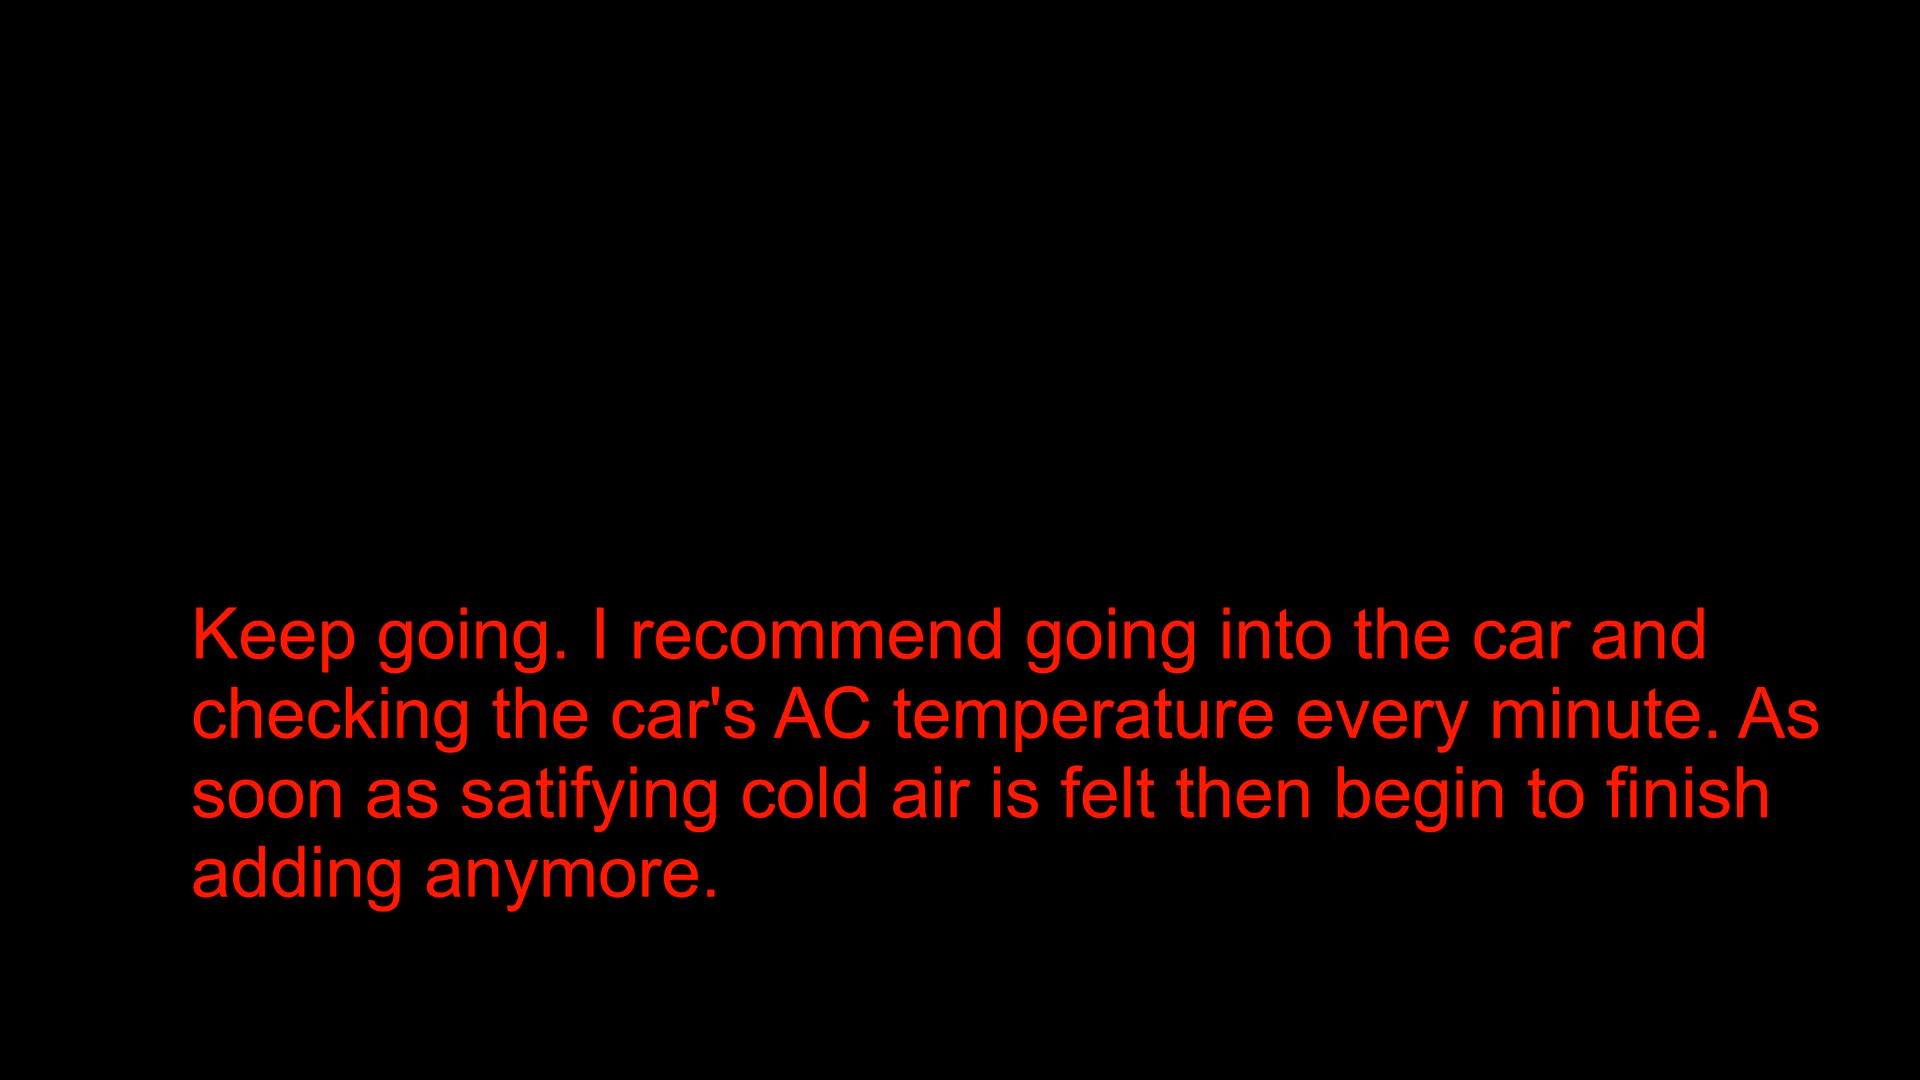 Keep going. I recommend going into the car and
checking the car's AC temperature every minute. As
soon as satifying cold air is felt then begin to finish
adding anymore.